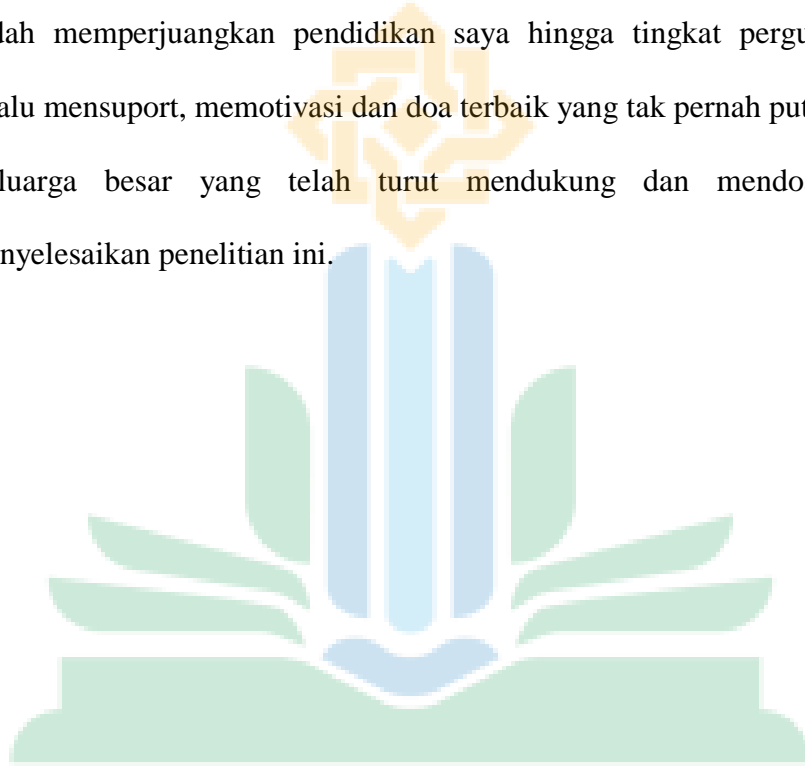 dah memperjuangkan pendidikan saya hingga tingkat pergu
alu mensuport, memotivasi dan doa terbaik yang tak pernah put
luarga besar yang telah turut mendukung dan mendo
nyelesaikan penelitian ini.